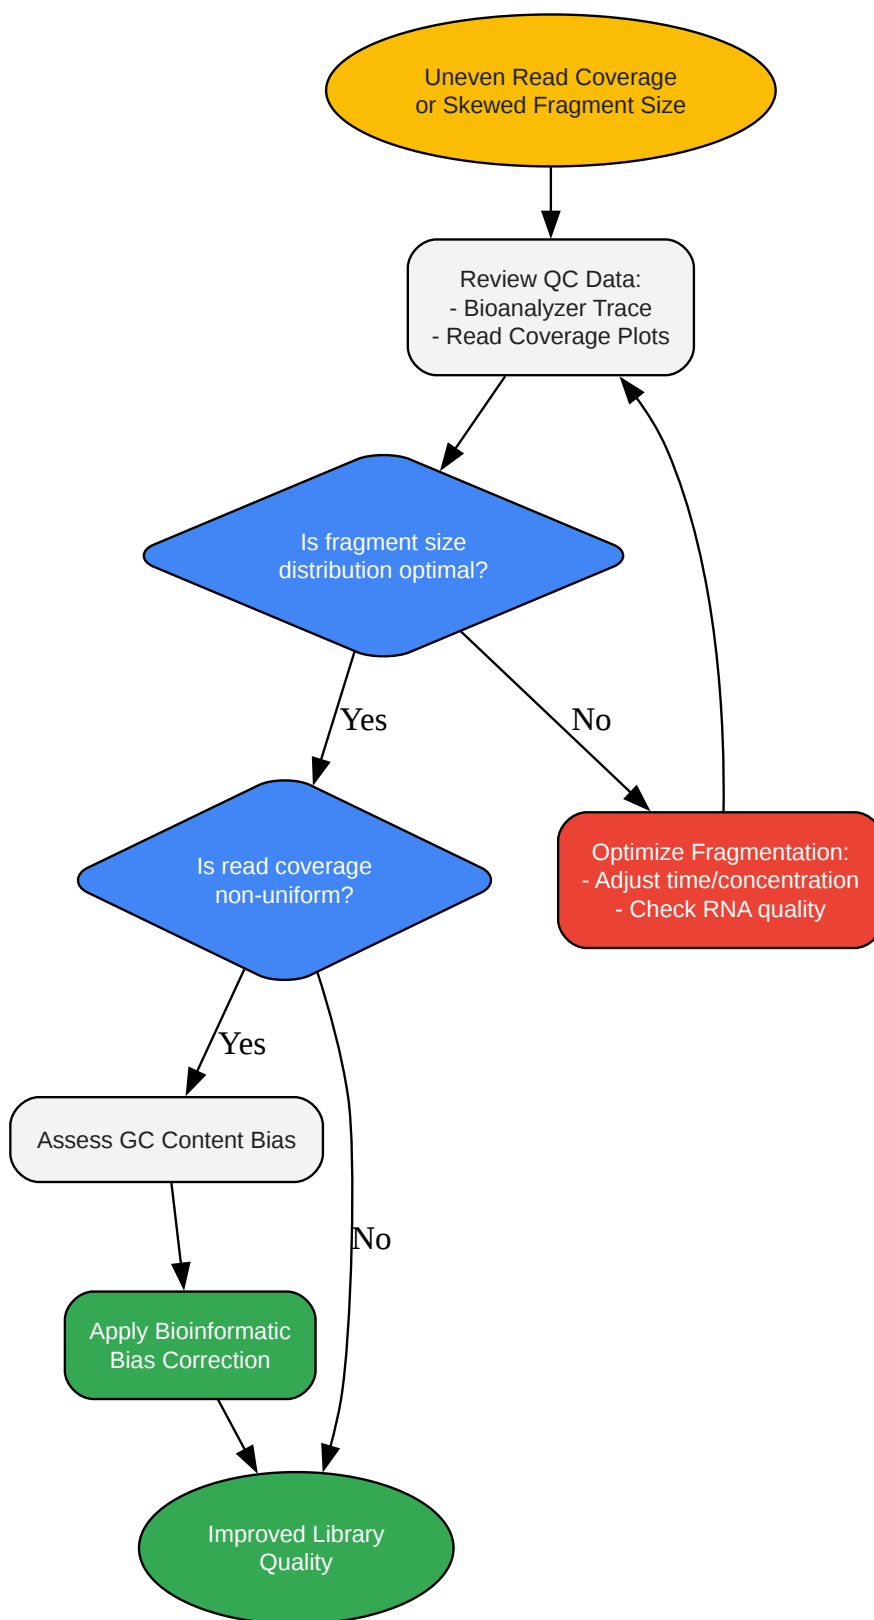 Uneven Read Coverage
or Skewed Fragment Size
Review QC Data:
- Bioanalyzer Trace
- Read Coverage Plots
Is fragment size
distribution optimal?
Yes
No
Is read coverage
non-uniform?
Optimize Fragmentation:
- Adjust time/concentration
- Check RNA quality
Yes
Assess GC Content Bias
No
Apply Bioinformatic
Bias Correction
Improved Library
Quality